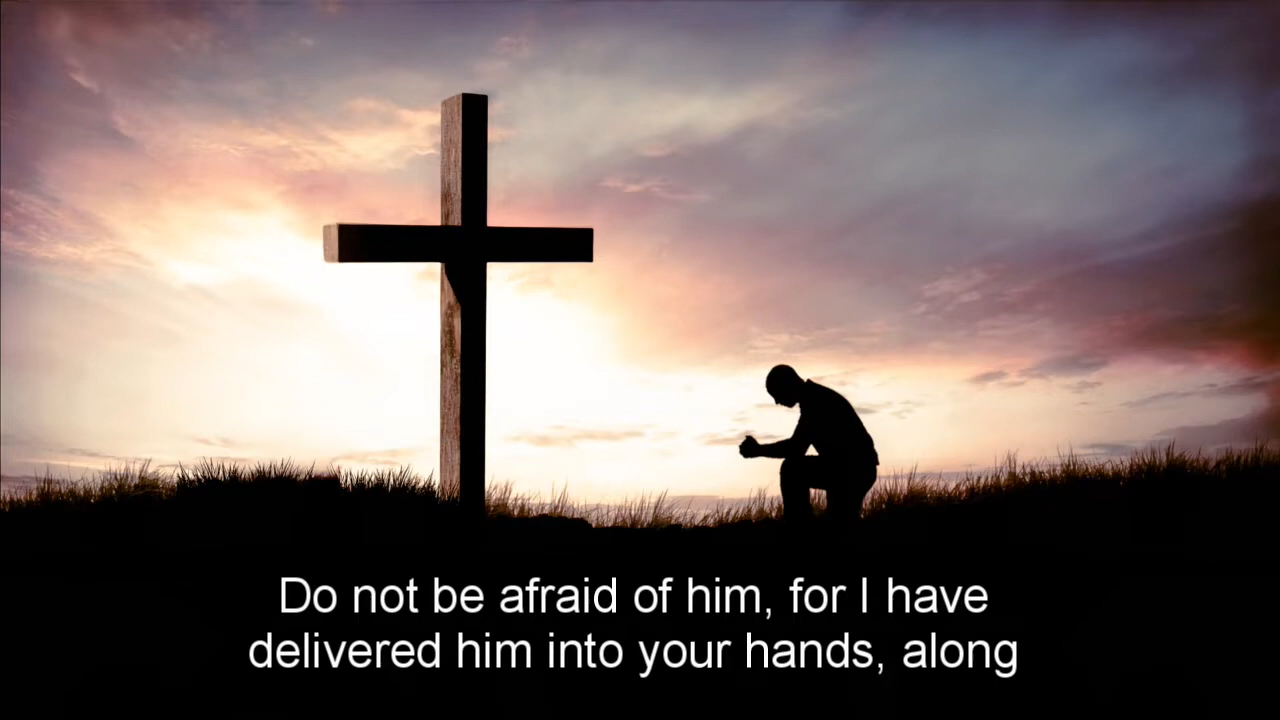 Do not be afraid of him, for I have
delivered him into your hands, along